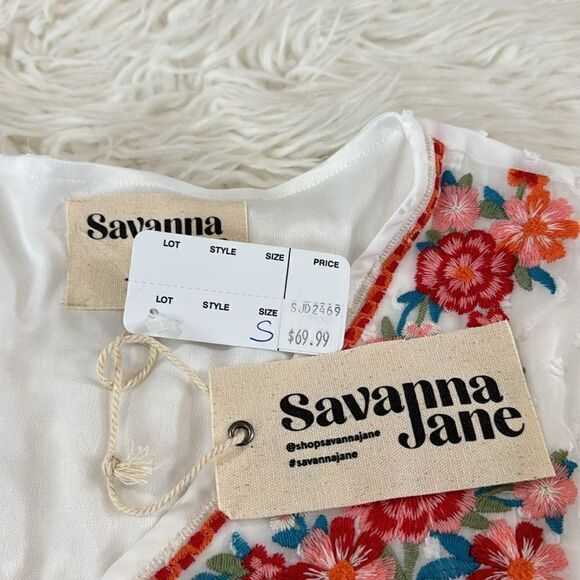 Savanna
LOT STYLE SIZE PRICE
LOT STYLE SIZE SJD2469
S $69.99
Savanna
Jane
@shopsavannajane
#savannajane